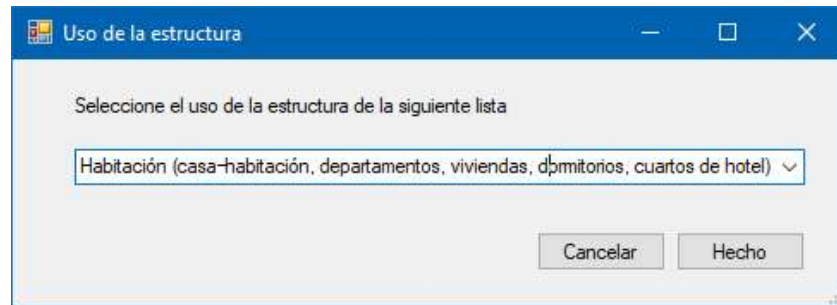 Uso de la estructura
Seleccione el uso de la estructura de la siguiente lista
Habitación (casa-habitación, departamentos, viviendas, dormitorios, cuartos de hotel)
Cancelar Hecho